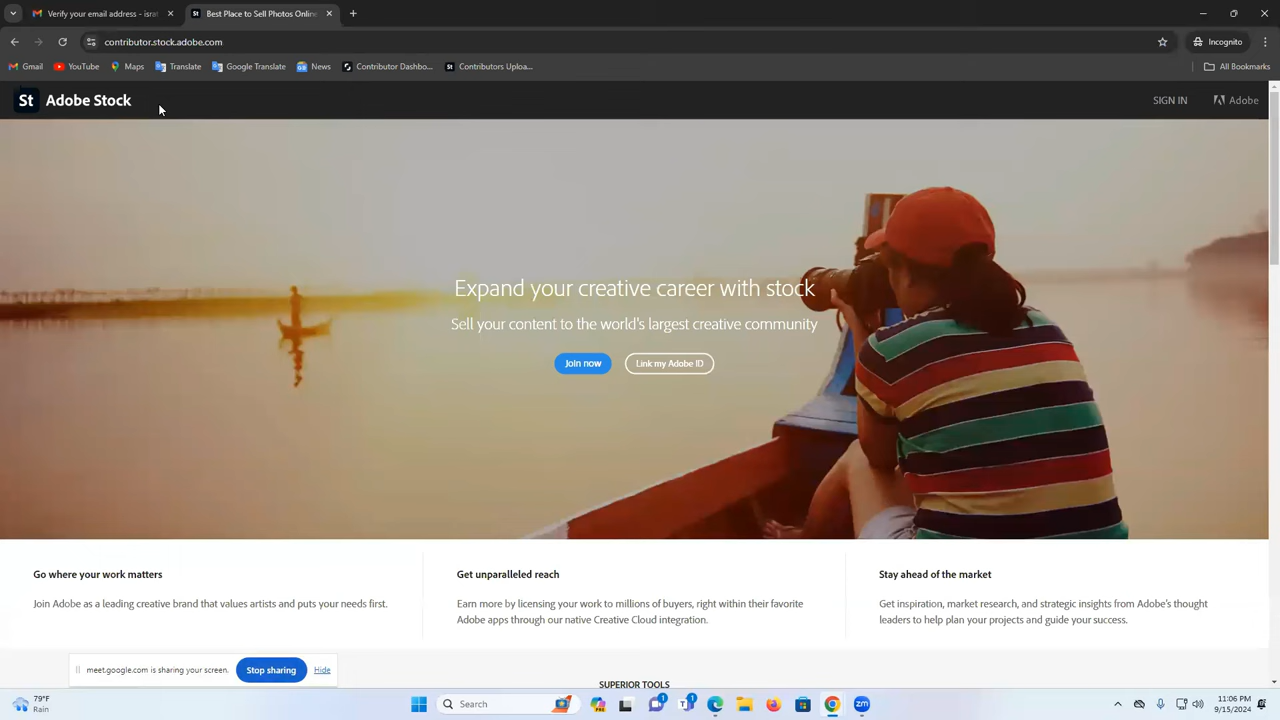 Verify your email address - israt
Best Place to Sell Photos Online
contributor.stock.adobe.com
Incognito
Gmail
YouTube
Maps
Translate
Google Translate
News
Contributor Dashbo...
Contributors Uploa...
All Bookmarks
St Adobe Stock
SIGN IN
Adobe
Expand your creative career with stock
Sell your content to the world's largest creative community
Join now
Link my Adobe ID
Go where your work matters
Join Adobe as a leading creative brand that values artists and puts your needs first.
Get unparalleled reach
Earn more by licensing your work to millions of buyers, right within their favorite
Adobe apps through our native Creative Cloud integration.
Stay ahead of the market
Get inspiration, market research, and strategic insights from Adobe's thought
leaders to help plan your projects and guide your success.
SUPERIOR TOOLS
meet.google.com is sharing your screen.
Stop sharing
Hide
79°F
Rain
Search
11:06 PM
9/15/2024